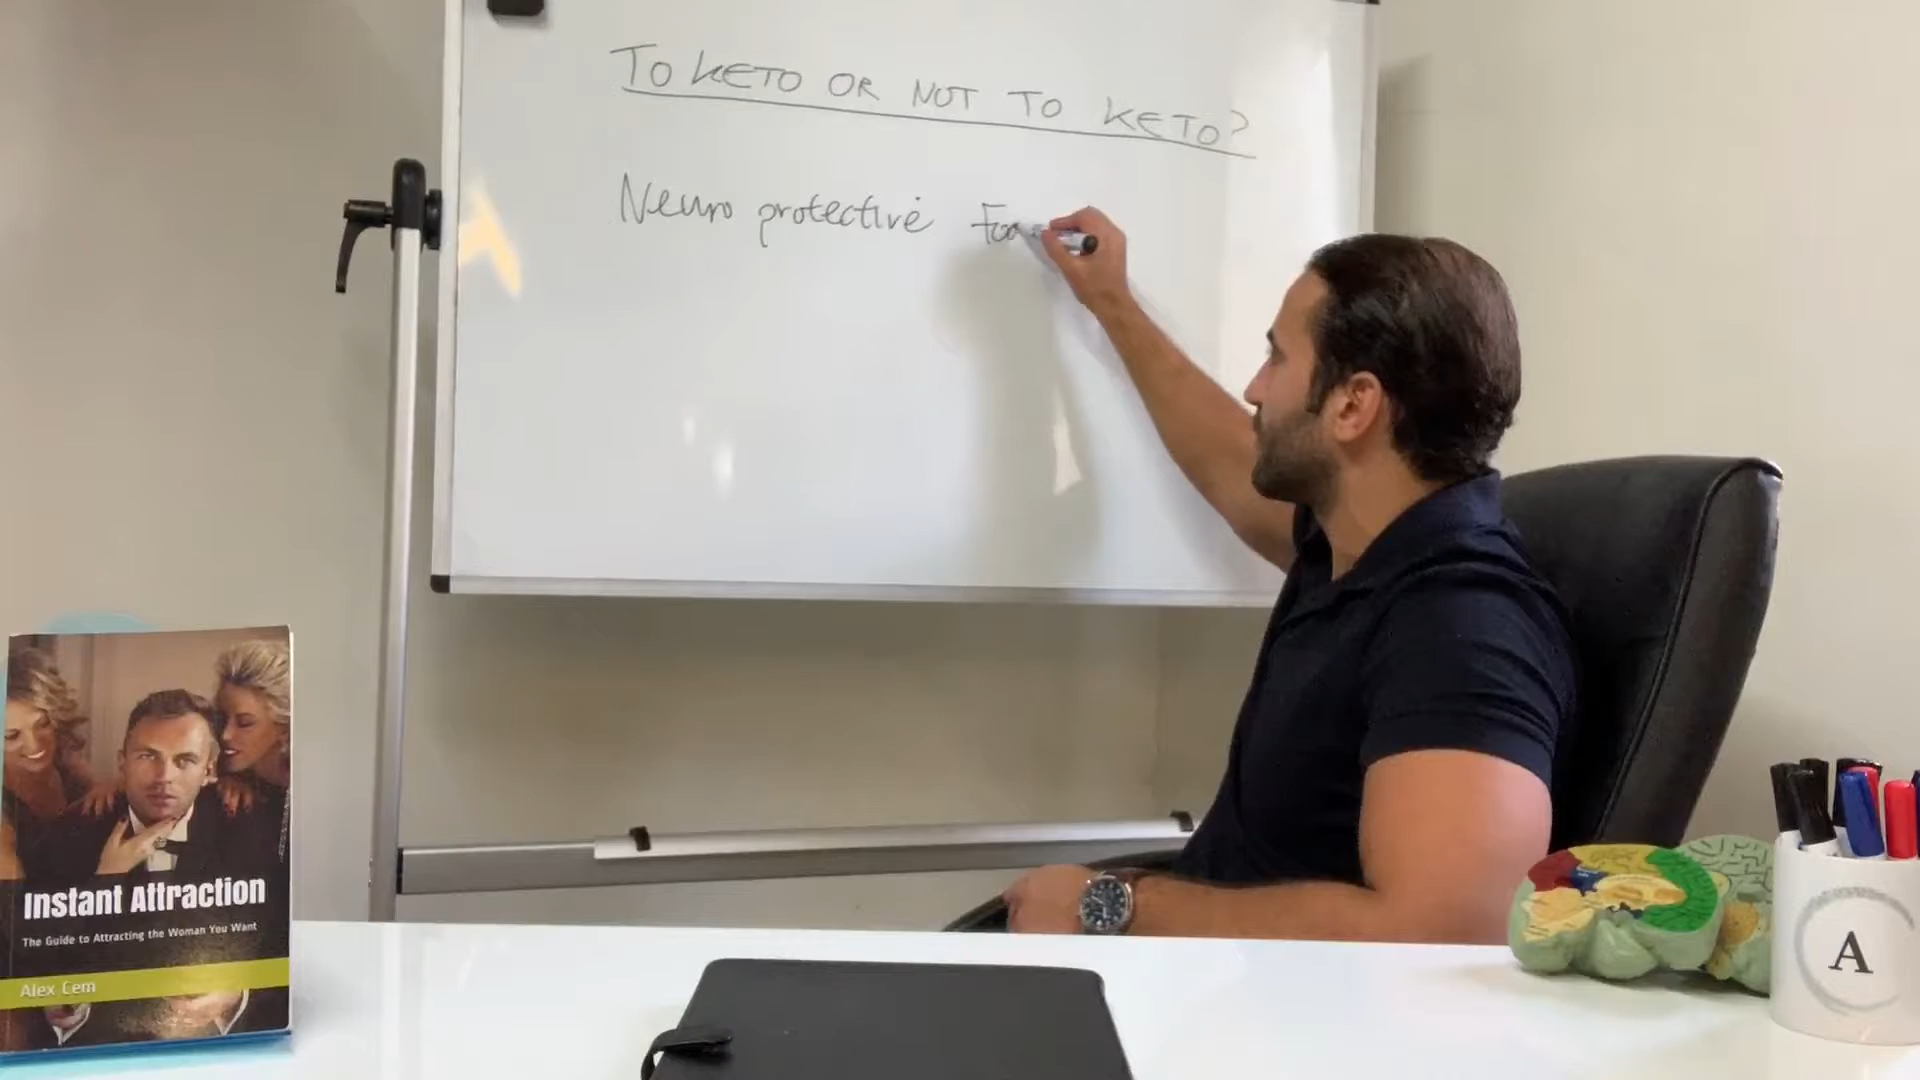 TO KETO OR NOT TO KETO?
Neuro protective Foo
Instant Attraction
The Guide to Attracting the Woman You Want
Alex Cem
A